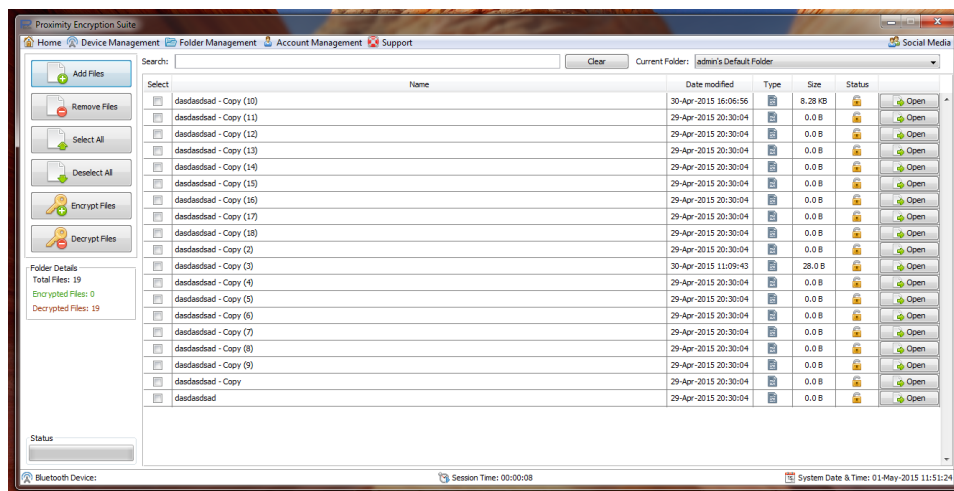 Proximity Encryption Suite
Home Device Management Folder Management Account Management Support Social Media
Add Files
Remove Files
Select All
Deselect All
Encrypt Files
Decrypt Files
Folder Details
Total Files: 19
Encrypted Files: 0
Decrypted Files: 19
Status
Search: Clear Current Folder: admin's Default Folder
Select Name Date modified Type Size Status
dasdasdsad - Copy (10) 30-Apr-2015 16:06:56 8.28 KB Open
dasdasdsad - Copy (11) 29-Apr-2015 20:30:04 0.0 B Open
dasdasdsad - Copy (12) 29-Apr-2015 20:30:04 0.0 B Open
dasdasdsad - Copy (13) 29-Apr-2015 20:30:04 0.0 B Open
dasdasdsad - Copy (14) 29-Apr-2015 20:30:04 0.0 B Open
dasdasdsad - Copy (15) 29-Apr-2015 20:30:04 0.0 B Open
dasdasdsad - Copy (16) 29-Apr-2015 20:30:04 0.0 B Open
dasdasdsad - Copy (17) 29-Apr-2015 20:30:04 0.0 B Open
dasdasdsad - Copy (18) 29-Apr-2015 20:30:04 0.0 B Open
dasdasdsad - Copy (2) 29-Apr-2015 20:30:04 0.0 B Open
dasdasdsad - Copy (3) 30-Apr-2015 11:09:43 28.0 B Open
dasdasdsad - Copy (4) 29-Apr-2015 20:30:04 0.0 B Open
dasdasdsad - Copy (5) 29-Apr-2015 20:30:04 0.0 B Open
dasdasdsad - Copy (6) 29-Apr-2015 20:30:04 0.0 B Open
dasdasdsad - Copy (7) 29-Apr-2015 20:30:04 0.0 B Open
dasdasdsad - Copy (8) 29-Apr-2015 20:30:04 0.0 B Open
dasdasdsad - Copy (9) 29-Apr-2015 20:30:04 0.0 B Open
dasdasdsad - Copy 29-Apr-2015 20:30:04 0.0 B Open
dasdasdsad 29-Apr-2015 20:30:04 0.0 B Open
Bluetooth Device: Session Time: 00:00:08 System Date & Time: 01-May-2015 11:51:24